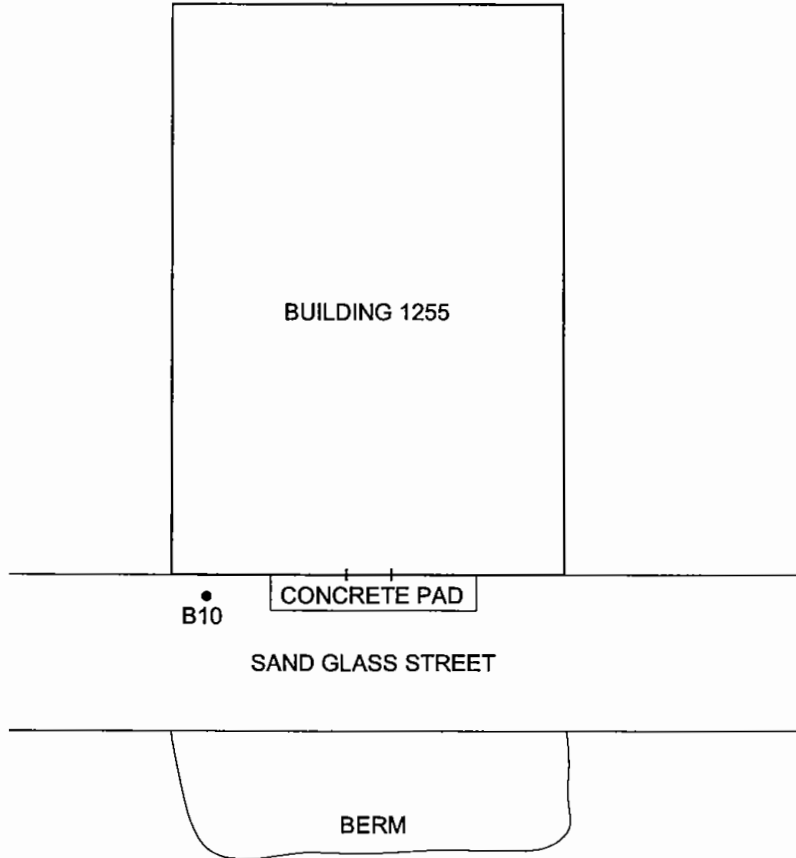 BUILDING 1255
CONCRETE PAD
B10
SAND GLASS STREET
BERM